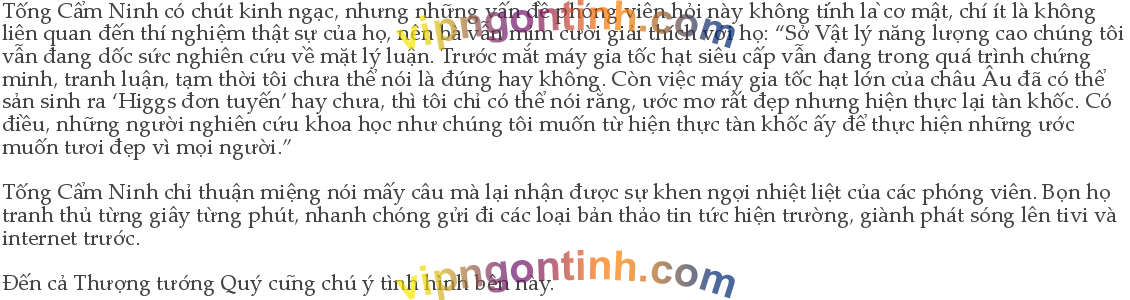 Tống Cẩm Ninh có chút kinh ngạc, nhưng những vấn đề phóng viên hỏi này không tính la` cơ mật, chí ít là không
liên quan đến thí nghiệm thật sự của họ, nên bà vẫn mỉm cười giải thích với họ: “Sở Vật lý năng lượng cao chúng tôi
vẫn đang dốc sức nghiên cứu về mặt lý luận. Trước mắt máy gia tốc hạt siêu cấp vẫn đang trong quá trình chứng
minh, tranh luận, tạm thời tôi chưa thể nói là đúng hay không. Còn việc máy gia tốc hạt lớn của châu Âu đã có thể
sản sinh ra ‘Higgs đơn tuyến’ hay chưa, thì tôi chỉ có thể nói rằng, ước mơ rất đẹp nhưng hiện thực lại tàn khốc. Có
điều, những người nghiên cứu khoa học như chúng tôi muốn từ hiện thực tàn khốc ấy để thực hiện những ước
muốn tươi đẹp vì mọi người.”
Tống Cẩm Ninh chỉ thuận miệng nói mấy câu mà lại nhận được sự khen ngợi nhiệt liệt của các phóng viên. Bọn họ
tranh thủ từng giây từng phút, nhanh chóng gửi đi các loại bản thảo tin tức hiện trường, giành phát sóng lên tivi và
internet trước.
Đến cả Thượng tướng Quý cũng chú ý tình hình bên này.
vipngontinh.com
vipngontinh.com